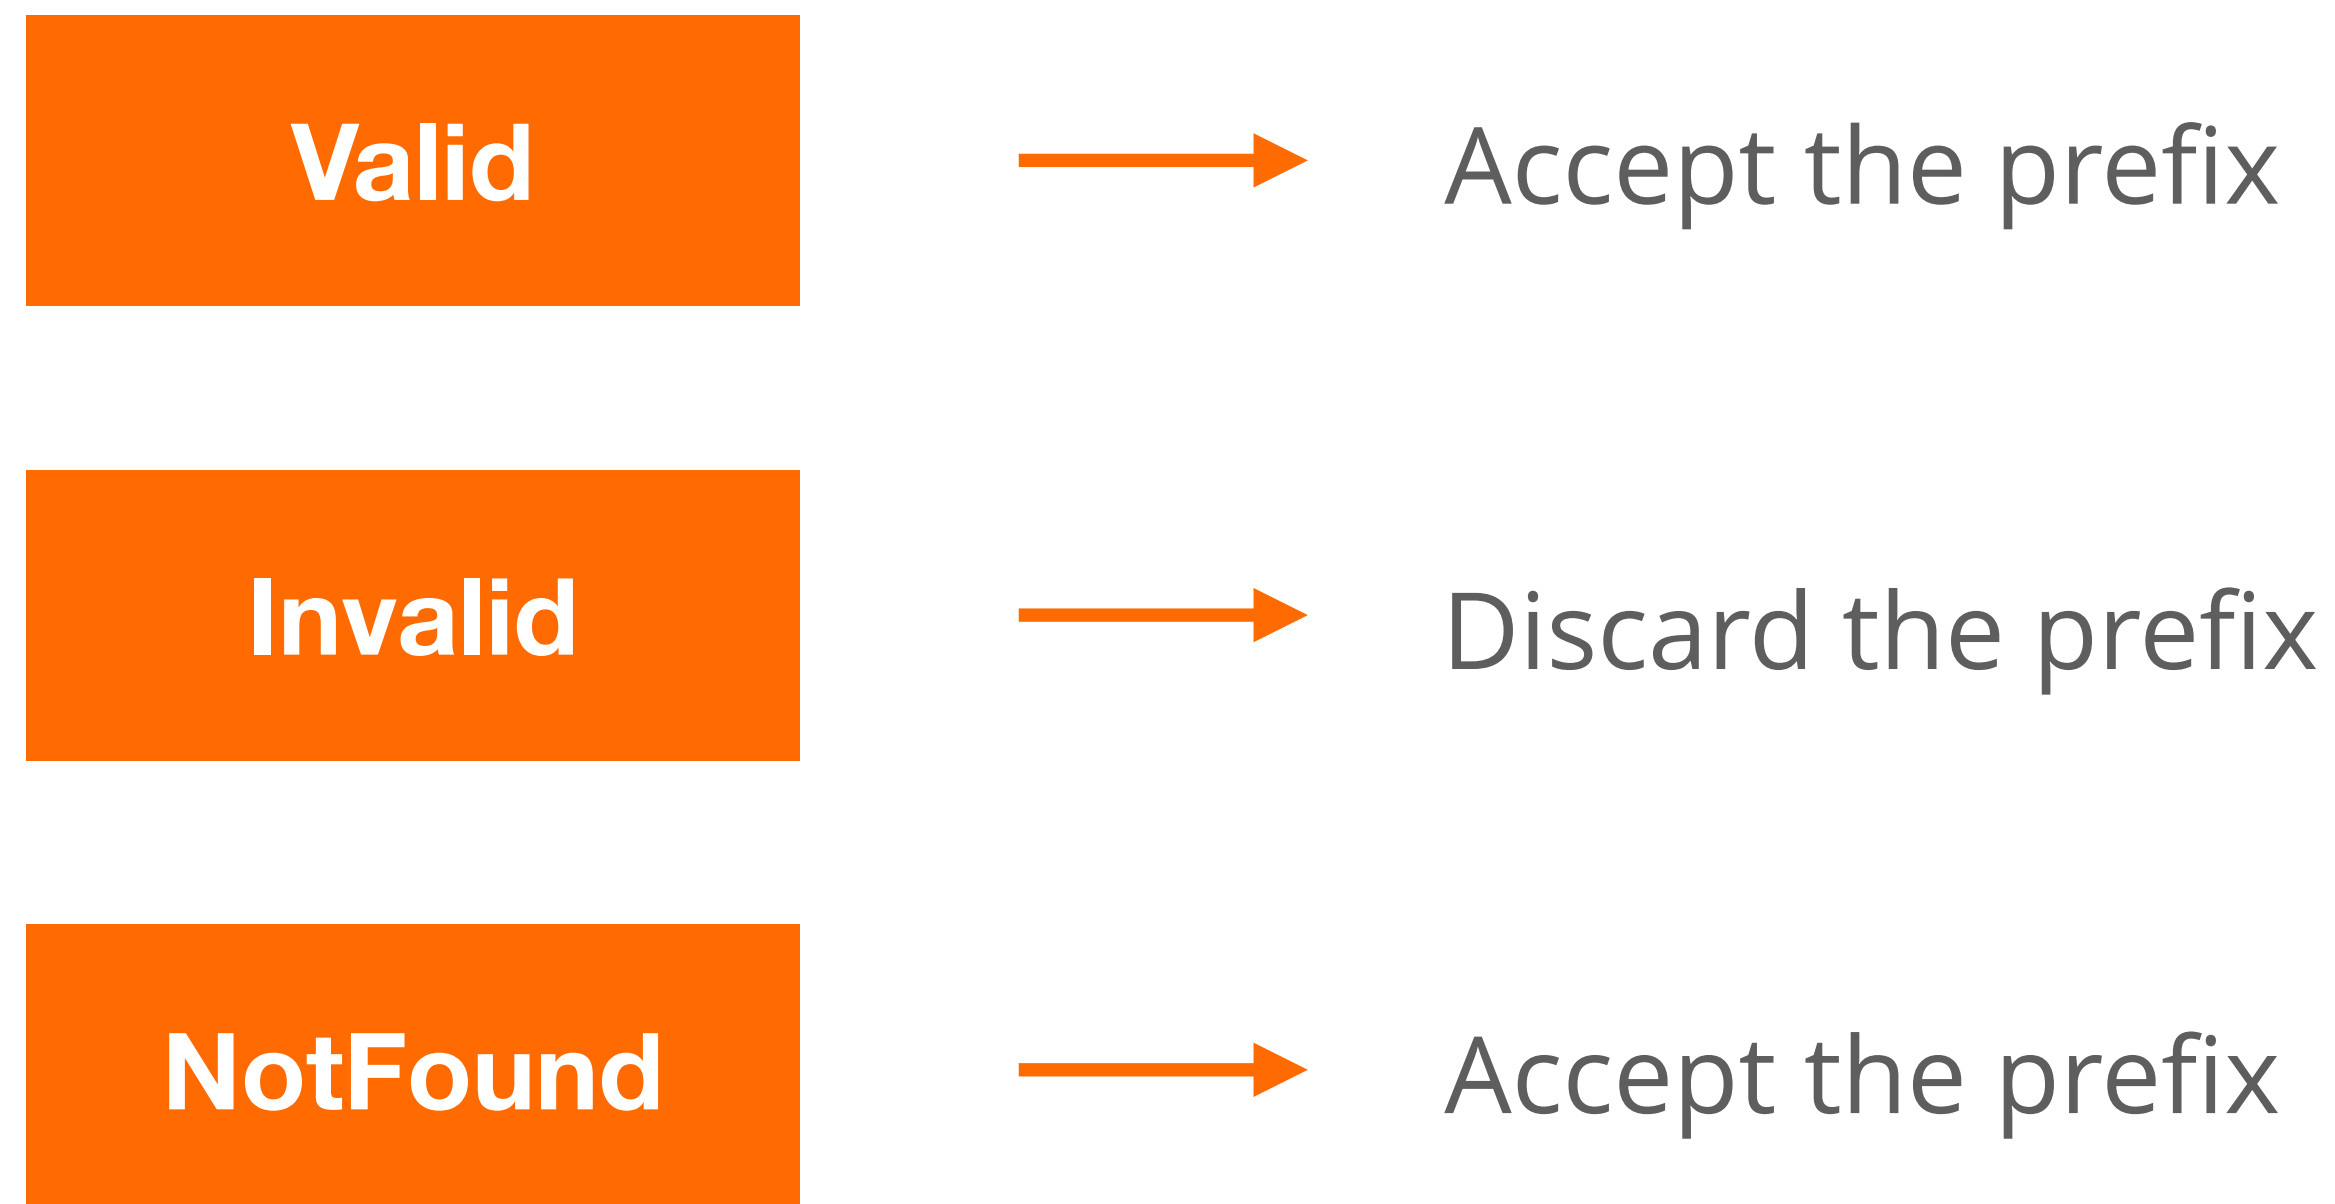 Valid
Accept the prefix
Invalid
Discard the prefix
NotFound
Accept the prefix